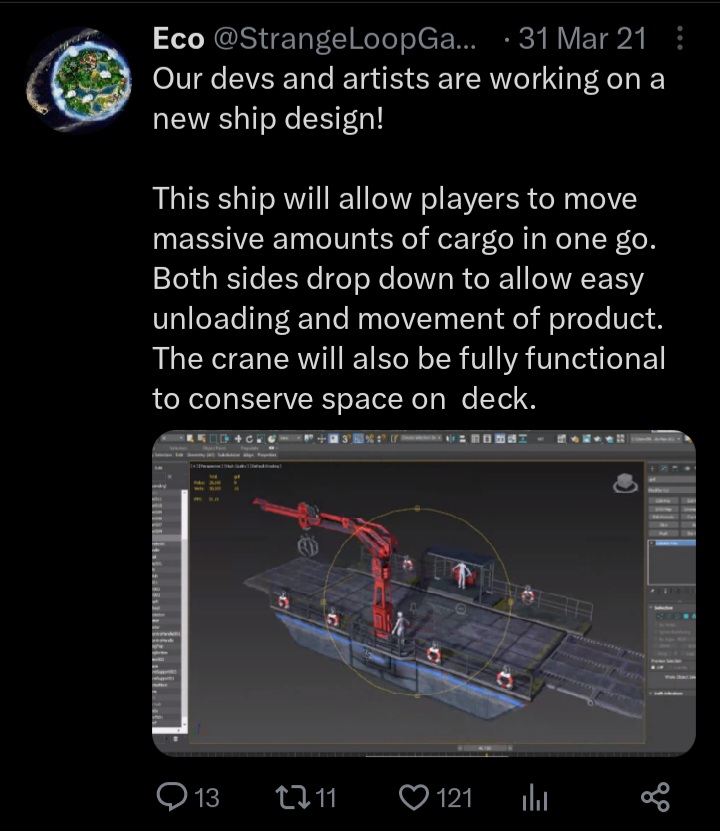 Eco @StrangeLoopGa... · 31 Mar 21
Our devs and artists are working on a
new ship design!
This ship will allow players to move
massive amounts of cargo in one go.
Both sides drop down to allow easy
unloading and movement of product.
The crane will also be fully functional
to conserve space on  deck.
13 11 121